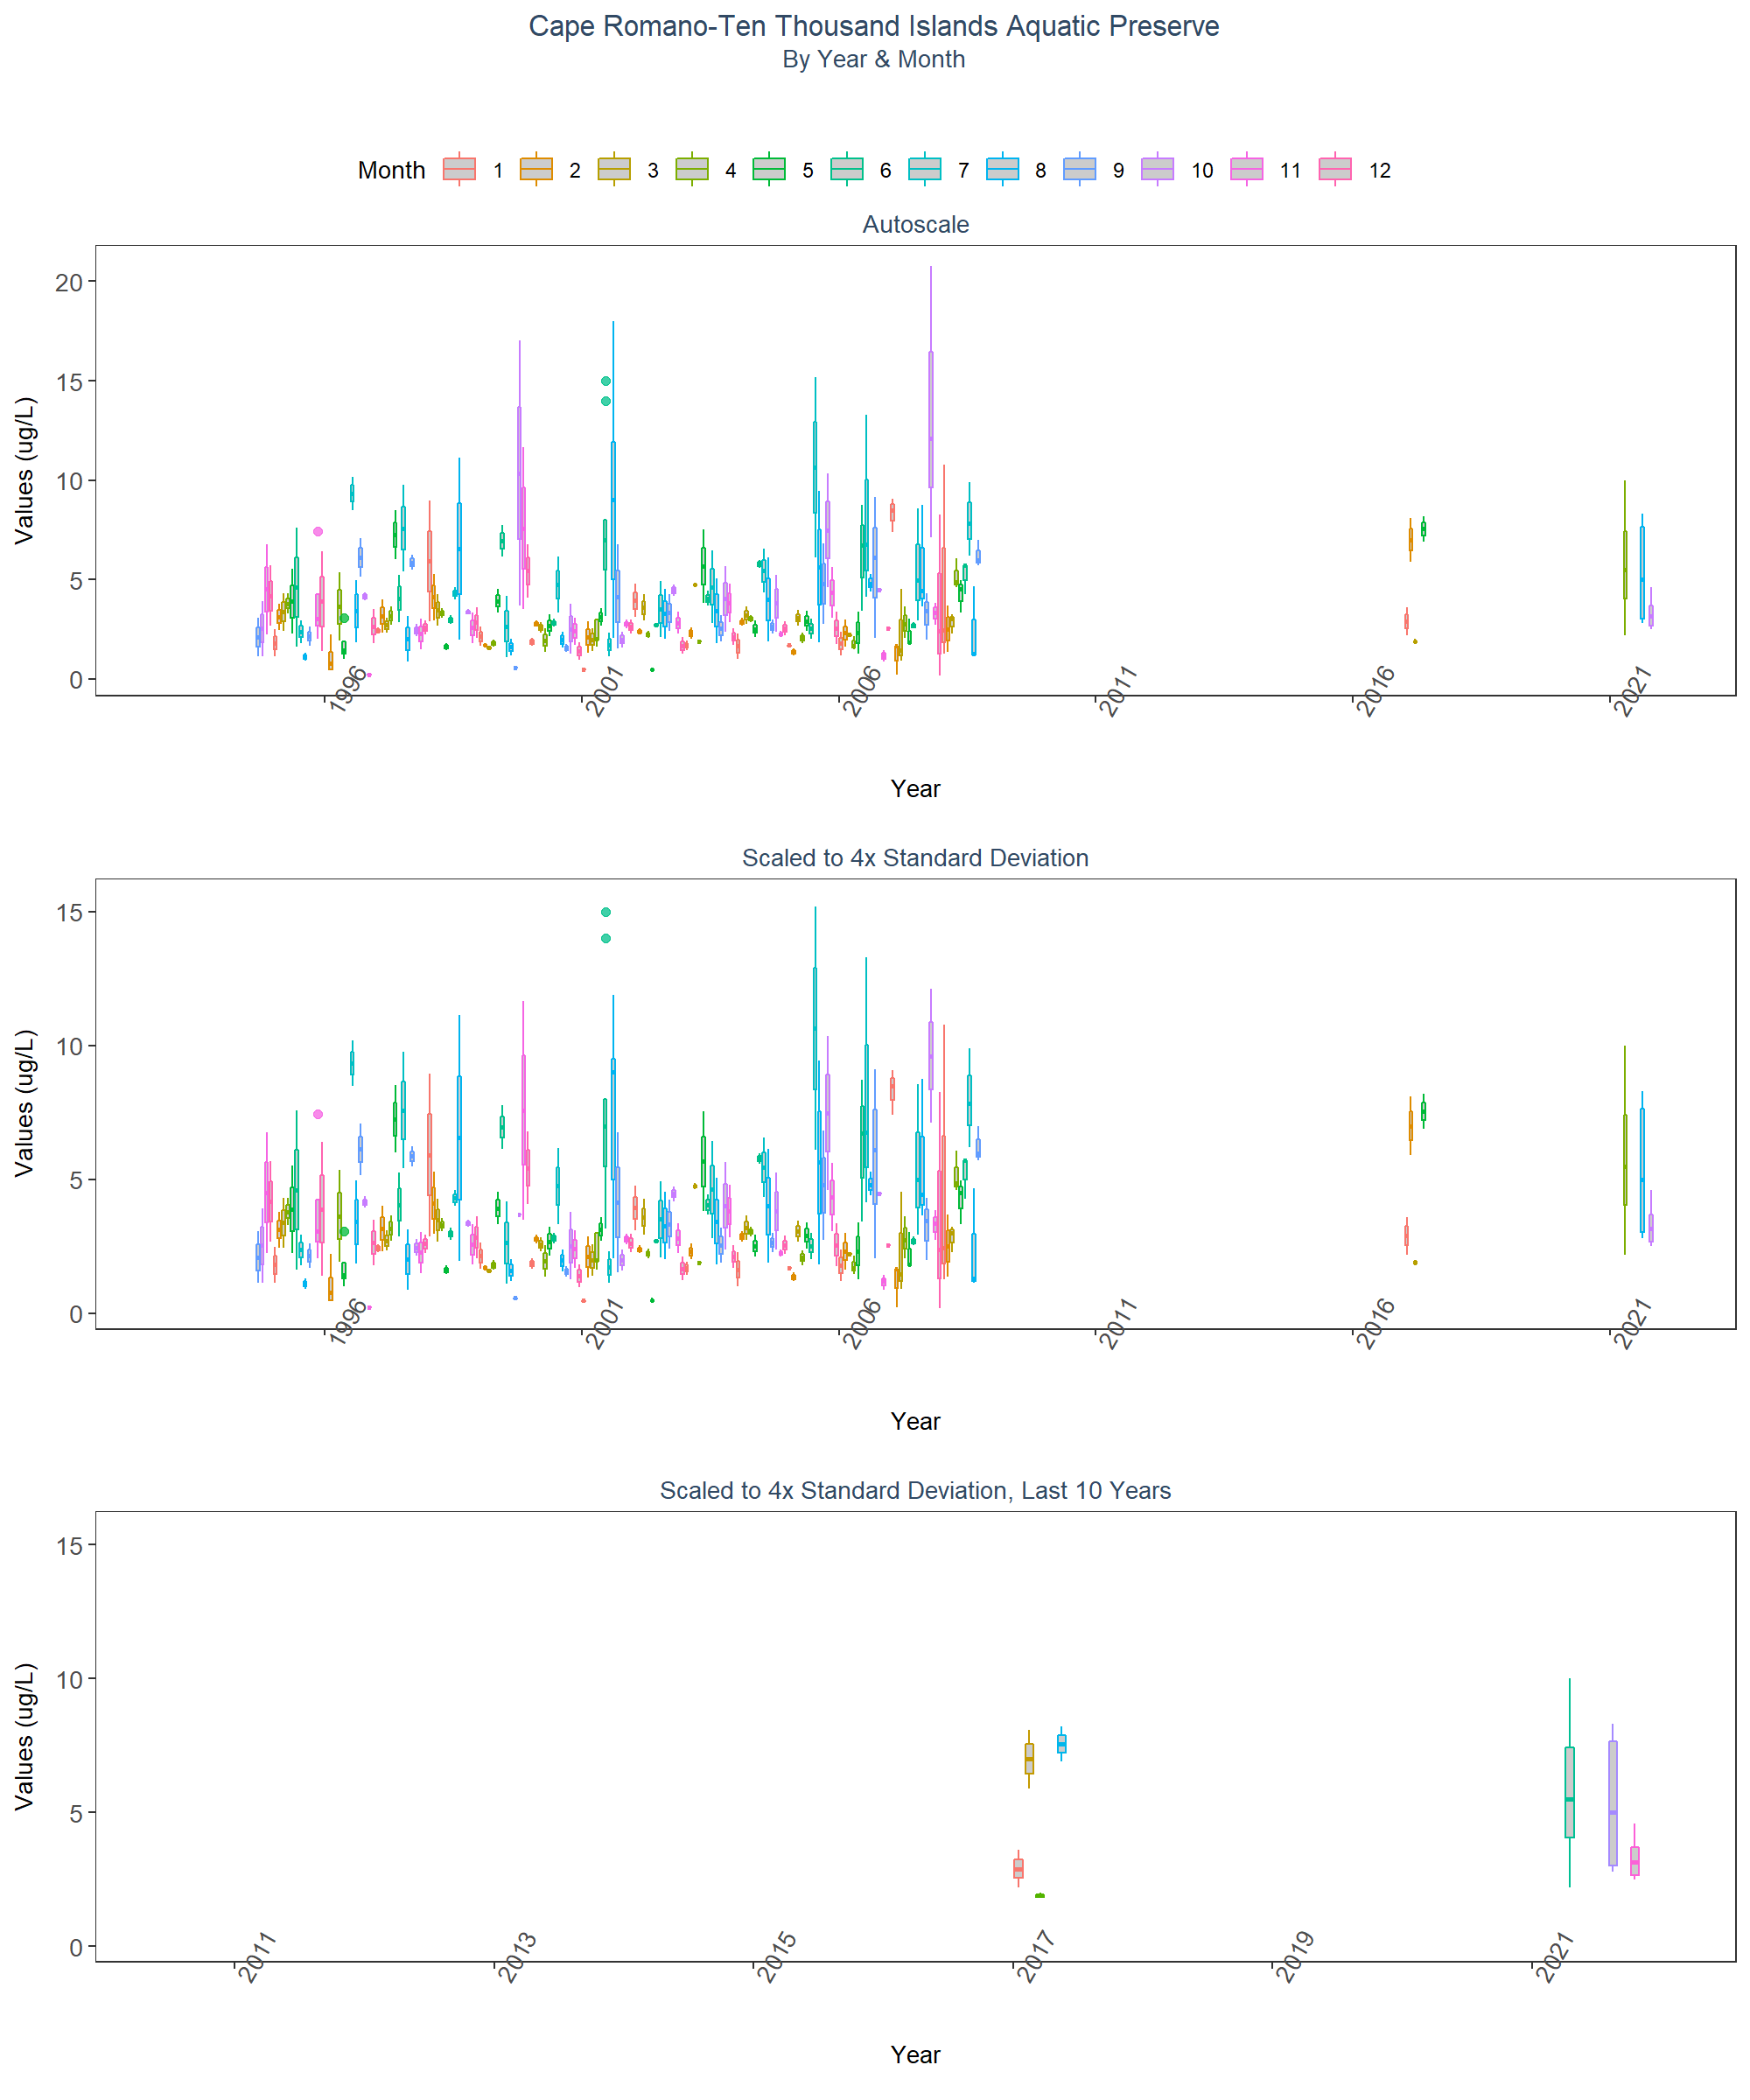 Cape Romano-Ten Thousand Islands Aquatic Preserve
By Year & Month
Month 1 2 3 4 5 6 7 8 9 10 11 12
Autoscale
Values (ug/L)
20
15
10
5
0
1996 2001 2006 2011 2016 2021
Year
Scaled to 4x Standard Deviation
Values (ug/L)
15
10
5
0
1996 2001 2006 2011 2016 2021
Year
Scaled to 4x Standard Deviation, Last 10 Years
Values (ug/L)
15
10
5
0
2011 2013 2015 2017 2019 2021
Year